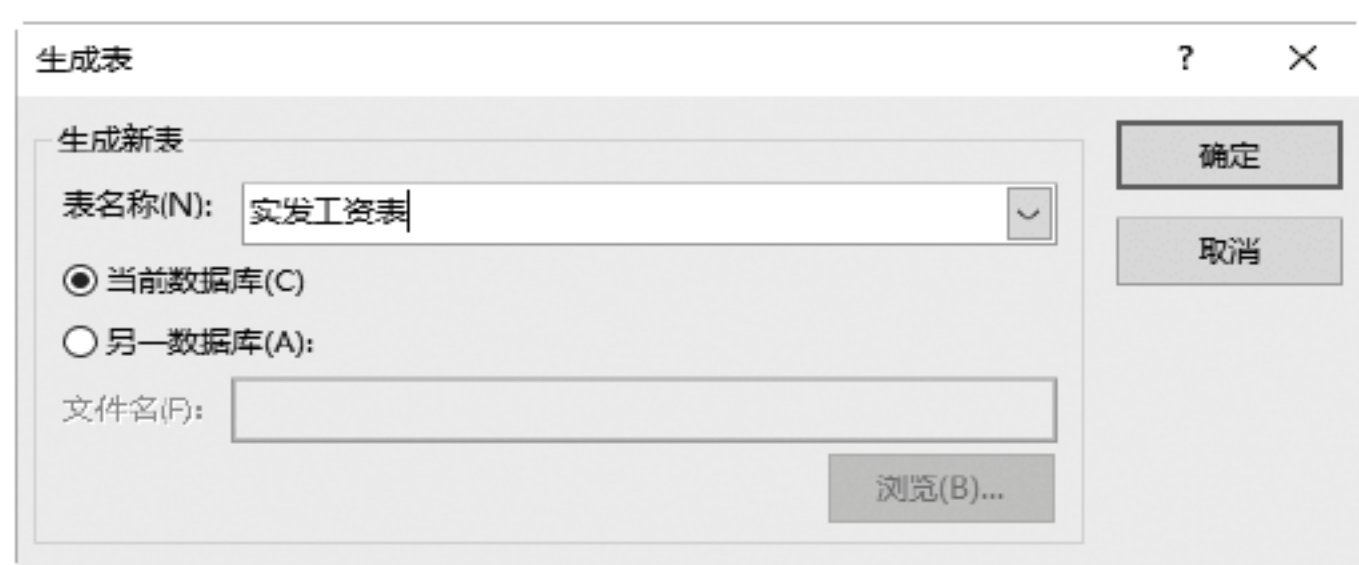 生成表
生成新表
表名称(N): 实发工资表
当前数据库(C)
另一数据库(A):
文件名(F):
浏览(B)...
确定
取消